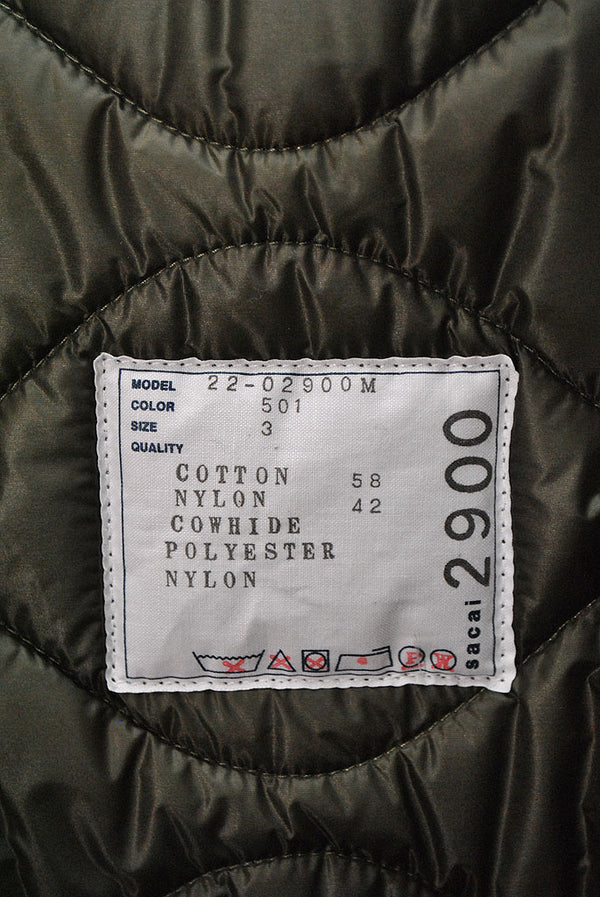 MODEL 22-02900M
COLOR 501
SIZE 3
QUALITY
COTTON 58
NYLON 42
COWHIDE
POLYESTER
NYLON
P W
sacai 2900